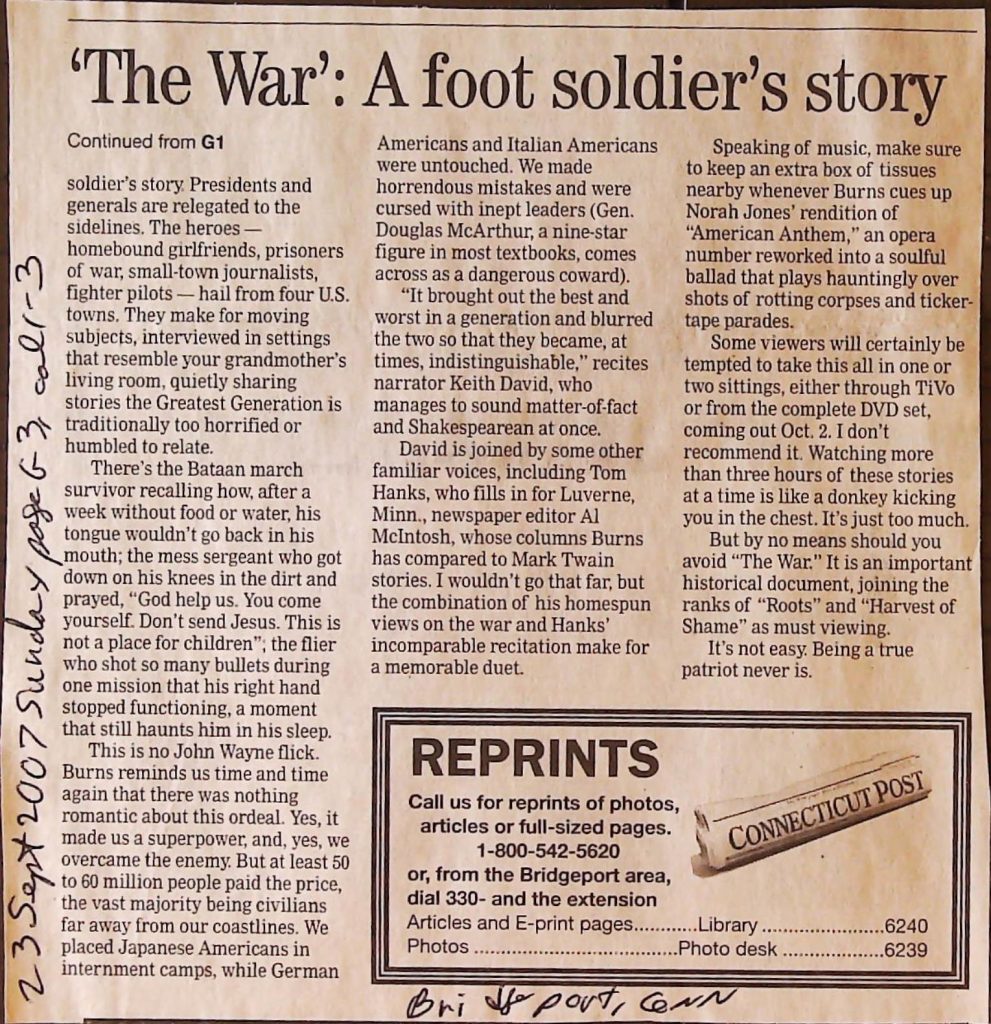 ‘The War’: A foot soldier’s story
Continued from G1
soldier’s story. Presidents and
generals are relegated to the
sidelines. The heroes —
homebound girlfriends, prisoners
of war, small-town journalists,
fighter pilots — hail from four U.S.
towns. They make for moving
subjects, interviewed in settings
that resemble your grandmother’s
living room, quietly sharing
stories the Greatest Generation is
traditionally too horrified or
humbled to relate.
There’s the Bataan march
survivor recalling how, after a
week without food or water, his
tongue wouldn’t go back in his
mouth; the mess sergeant who got
down on his knees in the dirt and
prayed, “God help us. You come
yourself. Don’t send Jesus. This is
not a place for children”; the flier
who shot so many bullets during
one mission that his right hand
stopped functioning, a moment
that still haunts him in his sleep.
This is no John Wayne flick.
Burns reminds us time and time
again that there was nothing
romantic about this ordeal. Yes, it
made us a superpower, and, yes, we
overcame the enemy. But at least 50
to 60 million people paid the price,
the vast majority being civilians
far away from our coastlines. We
placed Japanese Americans in
internment camps, while German
Americans and Italian Americans
were untouched. We made
horrendous mistakes and were
cursed with inept leaders (Gen.
Douglas McArthur, a nine-star
figure in most textbooks, comes
across as a dangerous coward).
“It brought out the best and
worst in a generation and blurred
the two so that they became, at
times, indistinguishable,” recites
narrator Keith David, who
manages to sound matter-of-fact
and Shakespearean at once.
David is joined by some other
familiar voices, including Tom
Hanks, who fills in for Luverne,
Minn., newspaper editor Al
McIntosh, whose columns Burns
has compared to Mark Twain
stories. I wouldn’t go that far, but
the combination of his homespun
views on the war and Hanks’
incomparable recitation make for
a memorable duet.
Speaking of music, make sure
to keep an extra box of tissues
nearby whenever Burns cues up
Norah Jones’ rendition of
“American Anthem,” an opera
number reworked into a soulful
ballad that plays hauntingly over
shots of rotting corpses and ticker-
tape parades.
Some viewers will certainly be
tempted to take this all in one or
two sittings, either through TiVo
or from the complete DVD set,
coming out Oct. 2. I don’t
recommend it. Watching more
than three hours of these stories
at a time is like a donkey kicking
you in the chest. It’s just too much.
But by no means should you
avoid “The War.” It is an important
historical document, joining the
ranks of “Roots” and “Harvest of
Shame” as must viewing.
It’s not easy. Being a true
patriot never is.
REPRINTS
Call us for reprints of photos,
articles or full-sized pages.
1-800-542-5620
or, from the Bridgeport area,
dial 330- and the extension
Articles and E-print pages............Library .......................6240
Photos ......................................Photo desk ...................6239
CONNECTICUT POST
23 Sept 2007 Sunday page G-3, col 1-3
Bridgeport, Conn